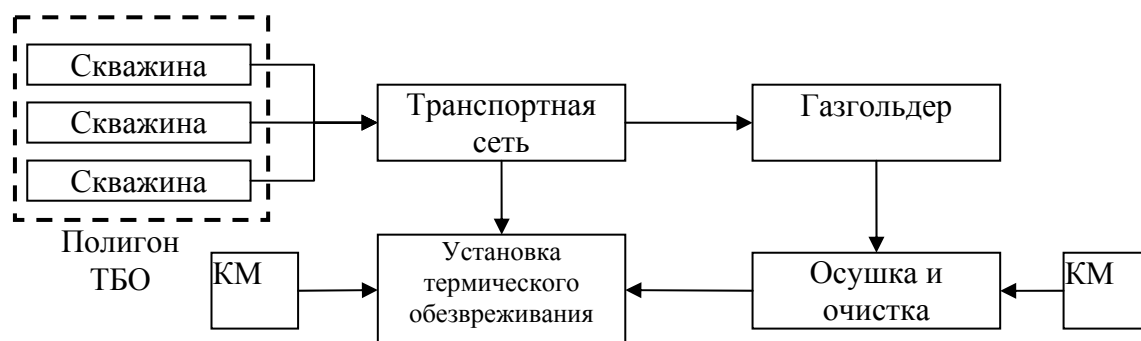 Скважина
Скважина
Скважина
Полигон
ТБО
Транспортная
сеть
Газгольдер
КМ
Установка
термического
обезвреживания
Осушка и
очистка
КМ